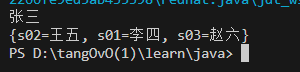 张三
{s02=王五, s01=李四, s03=赵六}
PS D:\tangOvO(1)\learn\java>